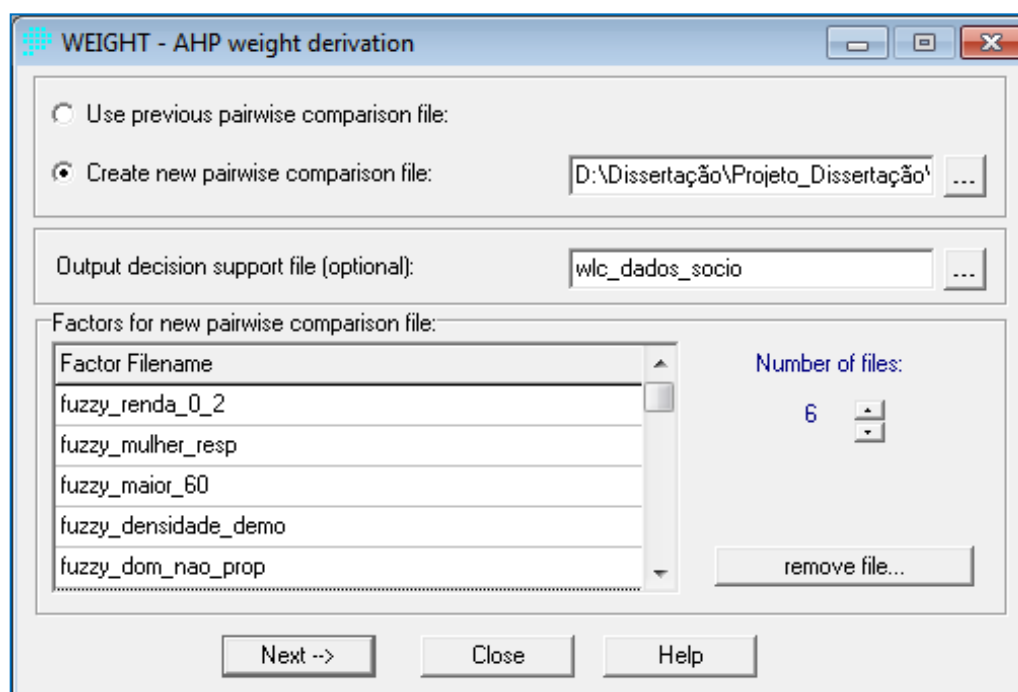 WEIGHT - AHP weight derivation
Use previous pairwise comparison file:
Create new pairwise comparison file:
D:\Dissertação\Projeto_Dissertação\
...
Output decision support file (optional):
wlc_dados_socio
...
Factors for new pairwise comparison file:
Factor Filename
fuzzy_renda_0_2
fuzzy_mulher_resp
fuzzy_maior_60
fuzzy_densidade_demo
fuzzy_dom_nao_prop
Number of files:
6
remove file...
Next -->
Close
Help